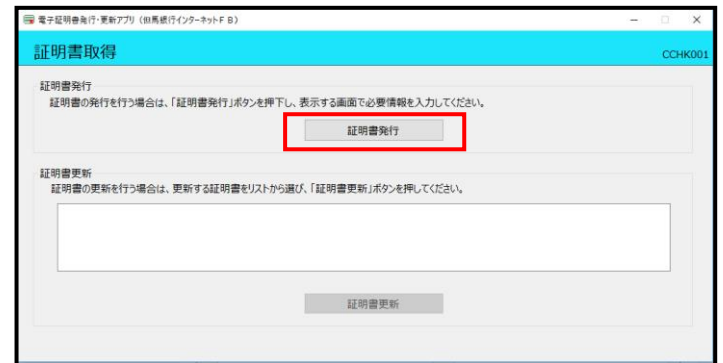 電子証明書発行・更新アプリ（但馬銀行インターネットＦＢ）
証明書取得
CCHK001
証明書発行
証明書の発行を行う場合は、「証明書発行」ボタンを押下し、表示する画面で必要情報を入力してください。
証明書発行
証明書更新
証明書の更新を行う場合は、更新する証明書をリストから選び、「証明書更新」ボタンを押してください。
証明書更新